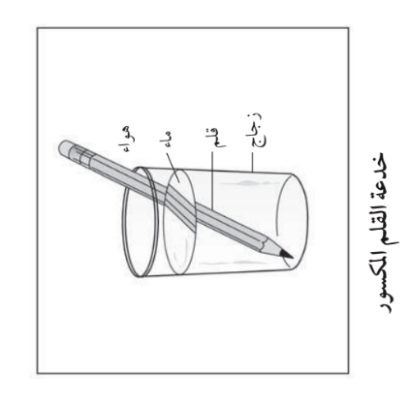 هواء
ماء
قلم
زجاج
خدعة القلم المكسور